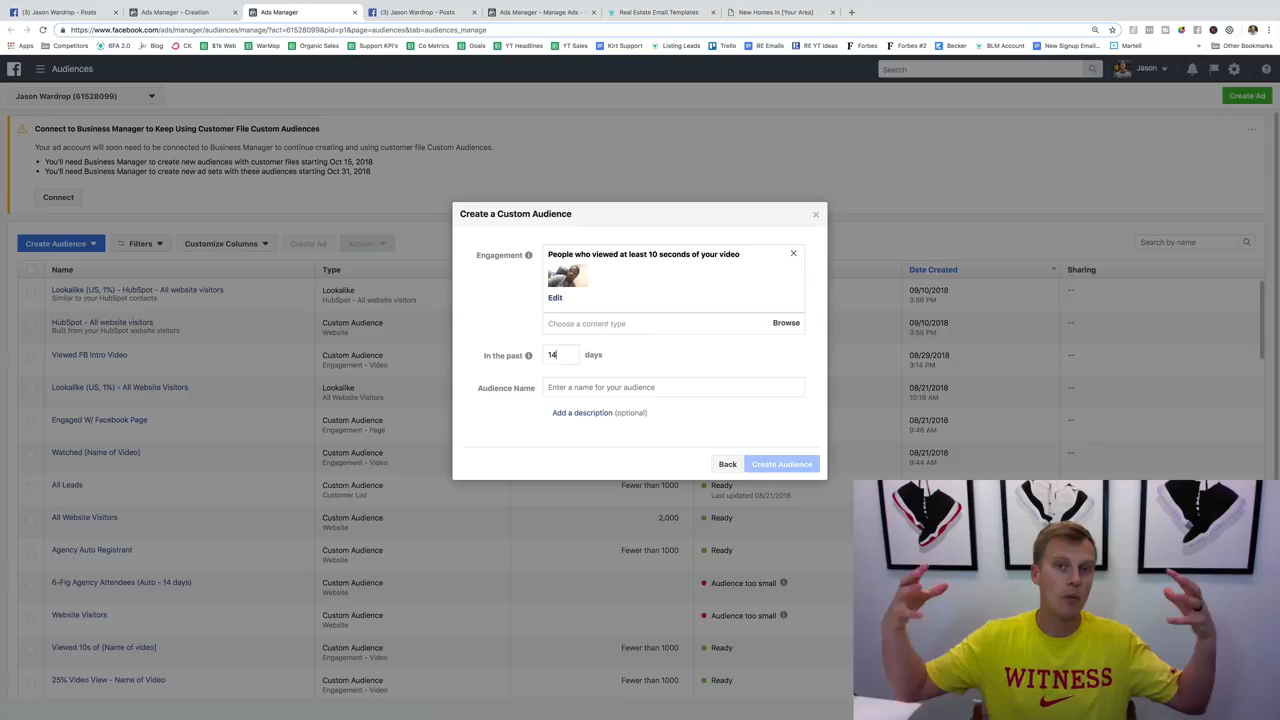 (3) Jason Wardrop - Posts
Ads Manager - Creation
Ads Manager
(3) Jason Wardrop - Posts
Ads Manager - Manage Ads -
Real Estate Email Templates
New Homes In [Your Area]
https://www.facebook.com/ads/manager/audiences/manage/?act=61528099&pid=p1&page=audiences&tab=audiences_manage
Apps Competitors 6FA 2.0 Blog CK $1k Web WarMap Organic Sales Support KPI's Co Metrics Goals YT Headlines YT Sales Kirt Support Listing Leads Trello RE Emails RE YT Ideas Forbes Forbes #2 Becker BLM Account New Signup Email... Martell » Other Bookmarks
Audiences
Search
Jason
Jason Wardrop (61528099)
Create Ad
Connect to Business Manager to Keep Using Customer File Custom Audiences
Your ad account will soon need to be connected to Business Manager to continue creating and using customer file Custom Audiences.
You'll need Business Manager to create new audiences with customer files starting Oct 15, 2018
You'll need Business Manager to create new ad sets with these audiences starting Oct 31, 2018
Connect
Create Audience Filters Customize Columns Create Ad Actions Search by name
Name Type Date Created Sharing
Lookalike (US, 1%) - HubSpot - All website visitors
Similar to your HubSpot contacts
Lookalike
HubSpot - All website visitors
09/10/2018
3:56 PM
--
HubSpot - All website visitors
Built from your HubSpot website visitors
Custom Audience
Website
09/10/2018
3:55 PM
--
Viewed FB Intro Video
Custom Audience
Engagement - Video
08/29/2018
3:14 PM
--
Lookalike (US, 1%) - All Website Visitors
Lookalike
All Website Visitors
08/21/2018
10:19 AM
--
Engaged W/ Facebook Page
Custom Audience
Engagement - Page
08/21/2018
9:46 AM
--
Watched [Name of Video]
Custom Audience
Engagement - Video
08/21/2018
9:44 AM
--
All Leads
Custom Audience
Customer List
Fewer than 1000
Ready
Last updated 08/21/2018
All Website Visitors
Custom Audience
Website
2,000
Ready
Agency Auto Registrant
Custom Audience
Website
Fewer than 1000
Ready
6-Fig Agency Attendees (Auto - 14 days)
Custom Audience
Website
Audience too small
Website Visitors
Custom Audience
Website
Audience too small
Viewed 10s of {Name of video]
Custom Audience
Engagement - Video
Fewer than 1000
Ready
25% Video View - Name of Video
Custom Audience
Engagement - Video
Fewer than 1000
Ready
Create a Custom Audience
Engagement
People who viewed at least 10 seconds of your video
Edit
Choose a content type Browse
In the past 14 days
Audience Name Enter a name for your audience
Add a description (optional)
Back Create Audience
WITNESS